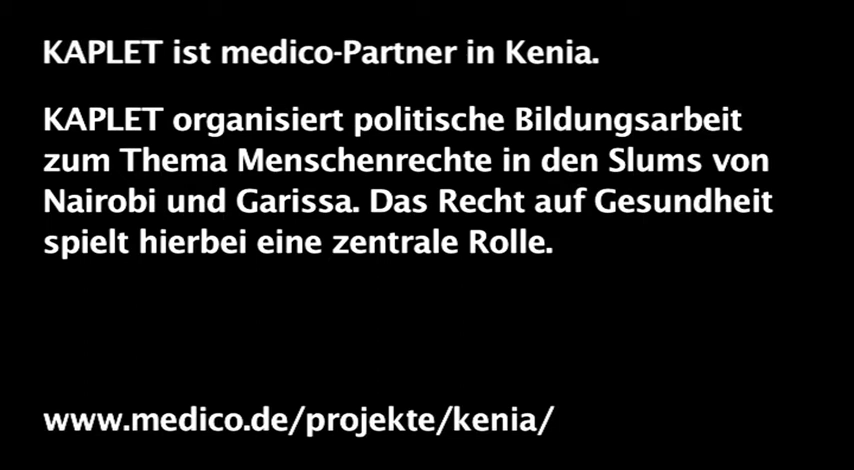 KAPLET ist medico-Partner in Kenia.
KAPLET organisiert politische Bildungsarbeit
zum Thema Menschenrechte in den Slums von
Nairobi und Garissa. Das Recht auf Gesundheit
spielt hierbei eine zentrale Rolle.
www.medico.de/projekte/kenia/